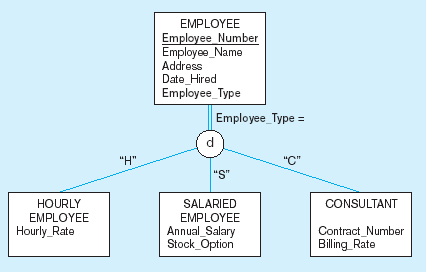 EMPLOYEE
Employee_Number
Employee_Name
Address
Date_Hired
Employee_Type
Employee_Type =
d
“H”
“S”
“C”
HOURLY
EMPLOYEE
Hourly_Rate
SALARIED
EMPLOYEE
Annual_Salary
Stock_Option
CONSULTANT
Contract_Number
Billing_Rate